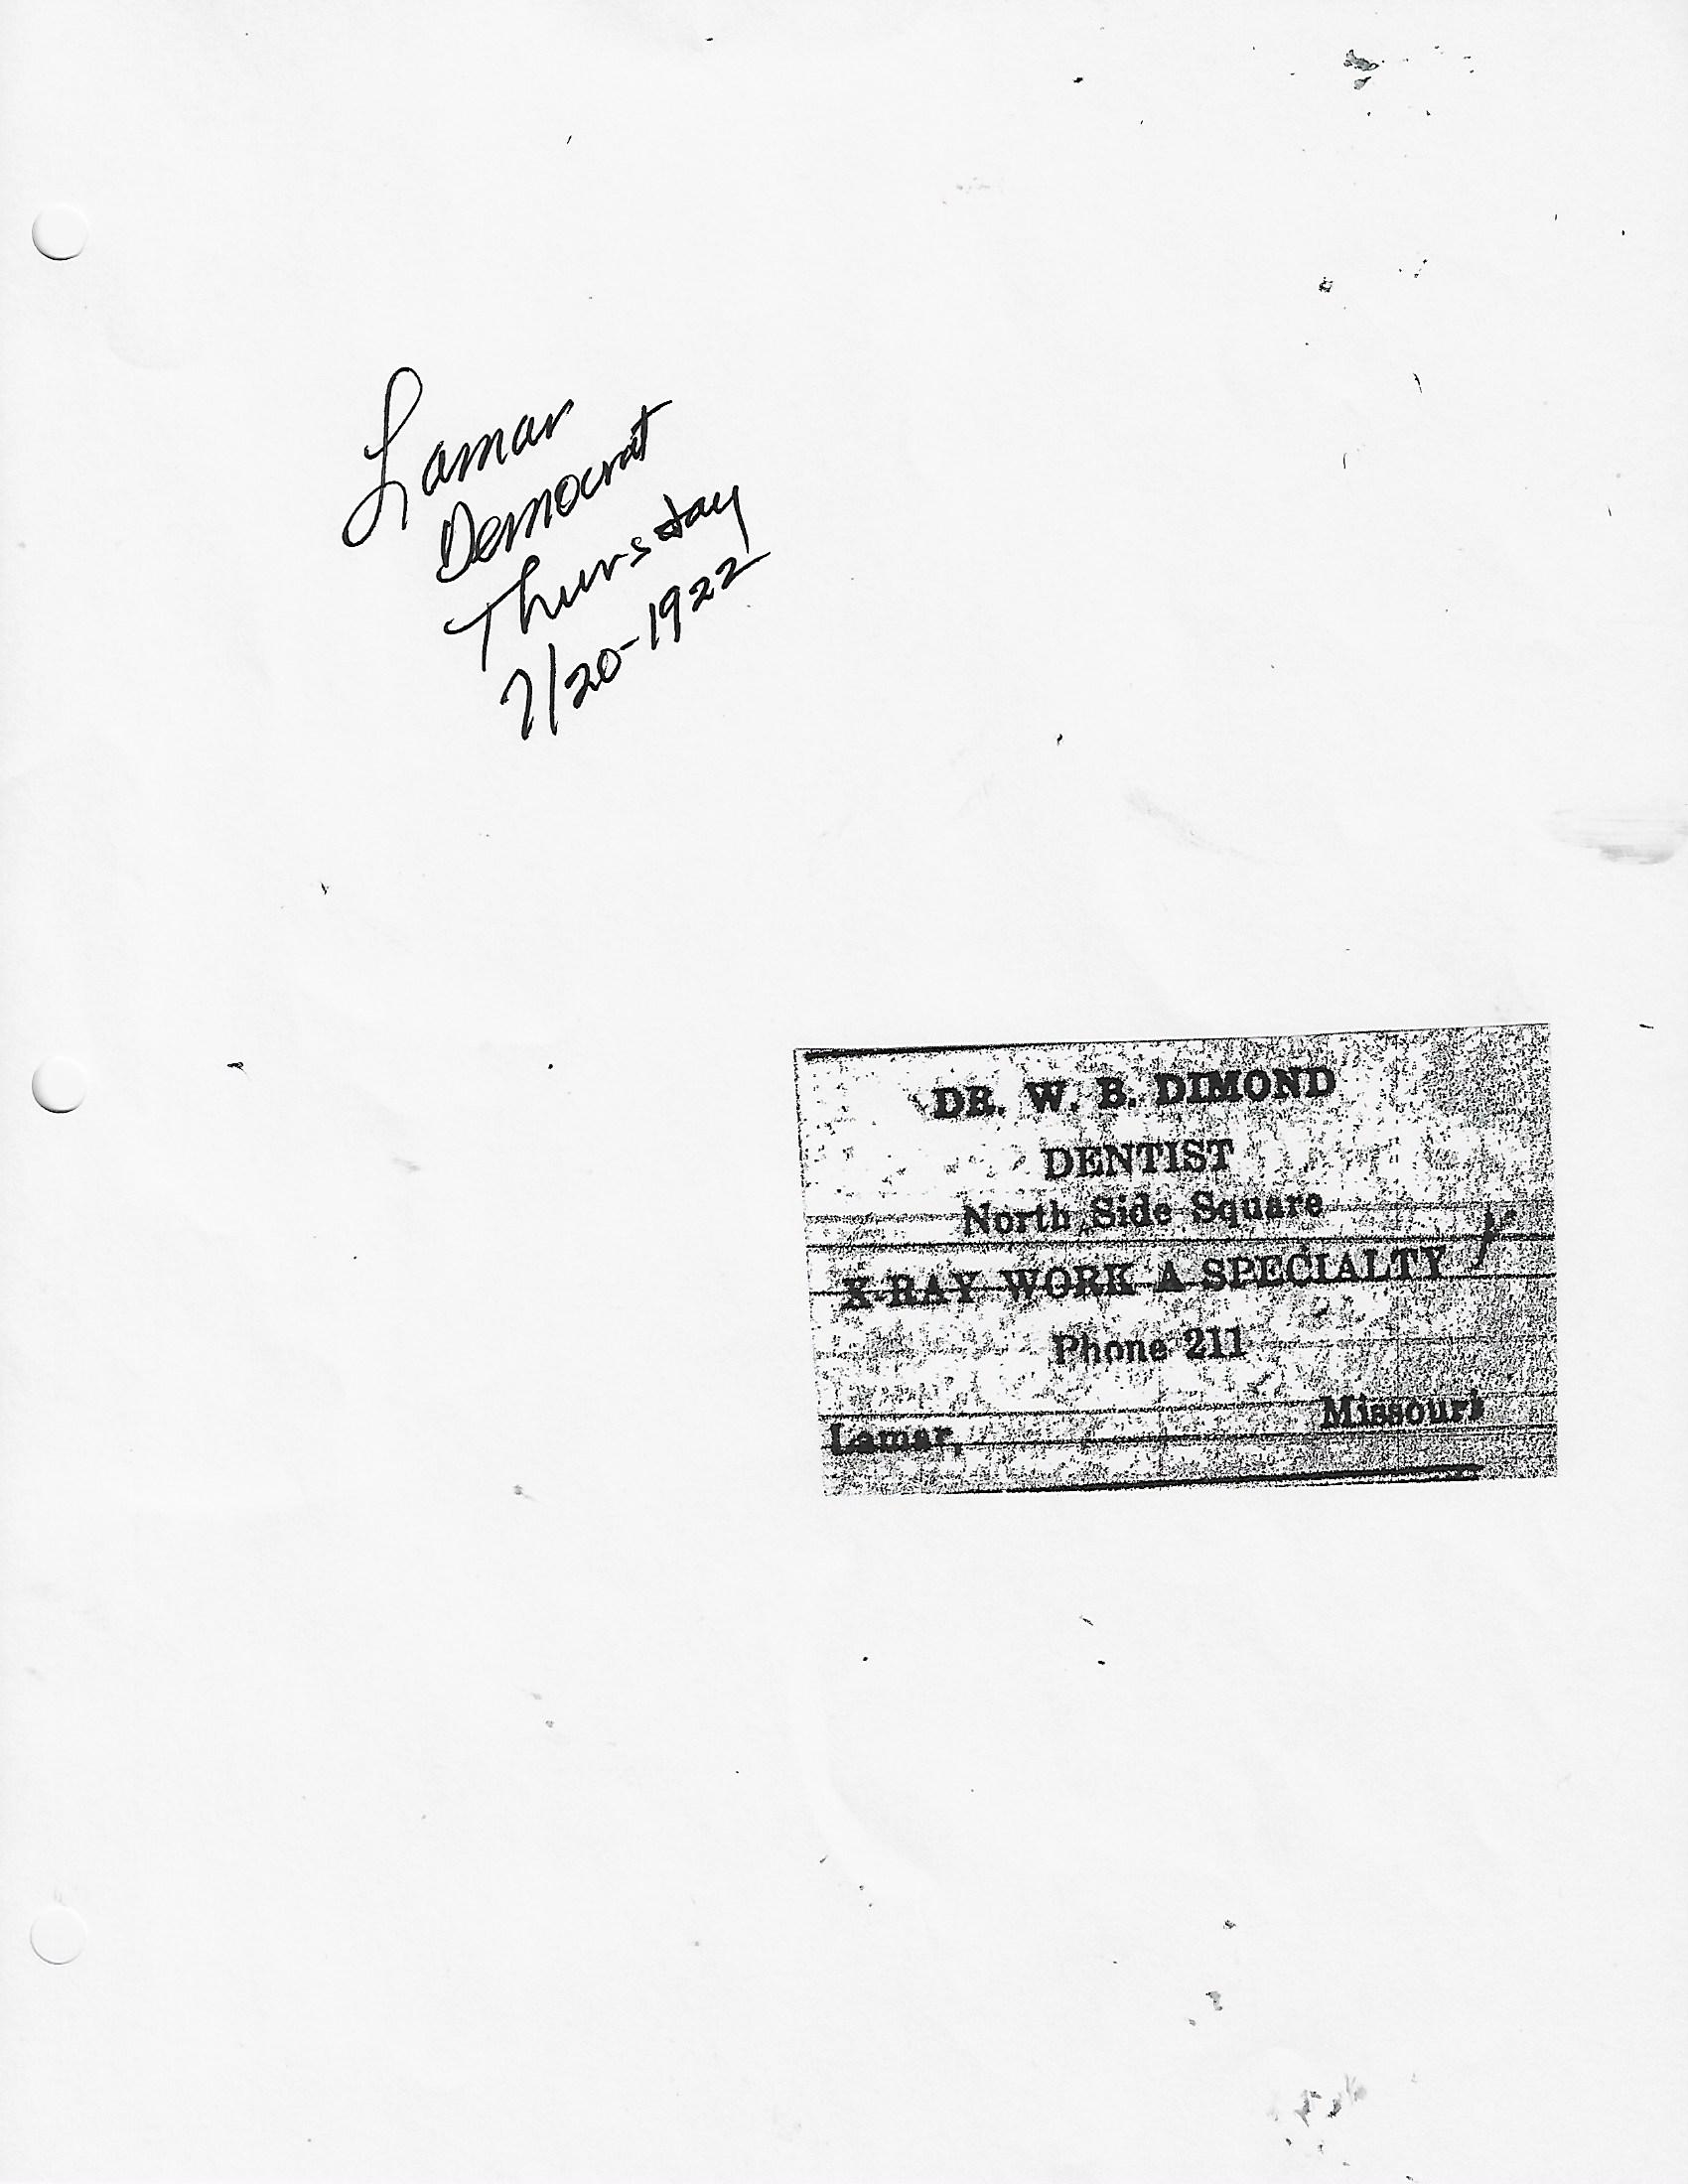 Lamar
Democrat
Thursday
7/20-1922
DR. W. B. DIMOND
DENTIST
North Side Square
X-RAY WORK A SPECIALTY
Phone 211
Lamar, Missouri